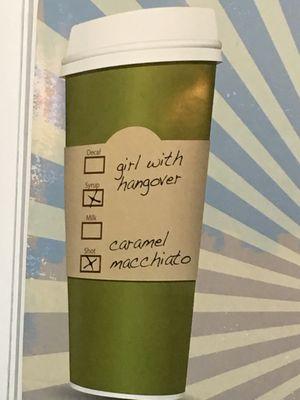 Decaf
girl with
hangover
Syrup
Milk
Shot
caramel
macchiato